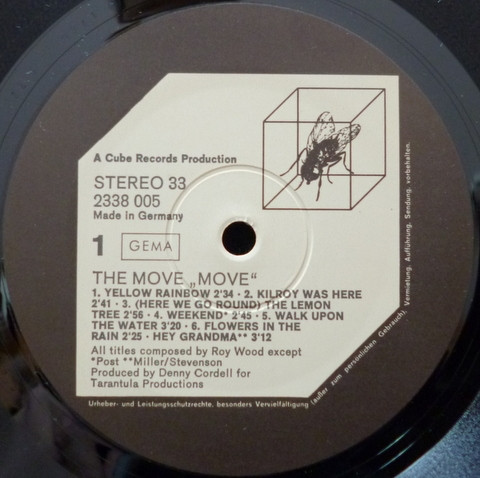 A Cube Records Production
STEREO 33
2338 005
Made in Germany
1 GEMA
THE MOVE „MOVE“
1. YELLOW RAINBOW 2'34 · 2. KILROY WAS HERE
2'41 · 3. (HERE WE GO ROUND) THE LEMON
TREE 2'56 · 4. WEEKEND* 2'45 · 5. WALK UPON
THE WATER 3'20 · 6. FLOWERS IN THE
RAIN 2'25 · HEY GRANDMA** 3'12
All titles composed by Roy Wood except
*Post **Miller/Stevenson
Produced by Denny Cordell for
Tarantula Productions
Urheber- und Leistungsschutzrechte, besonders Vervielfältigung (außer zum persönlichen Gebrauch), Vermietung, Aufführung, Sendung, vorbehalten.